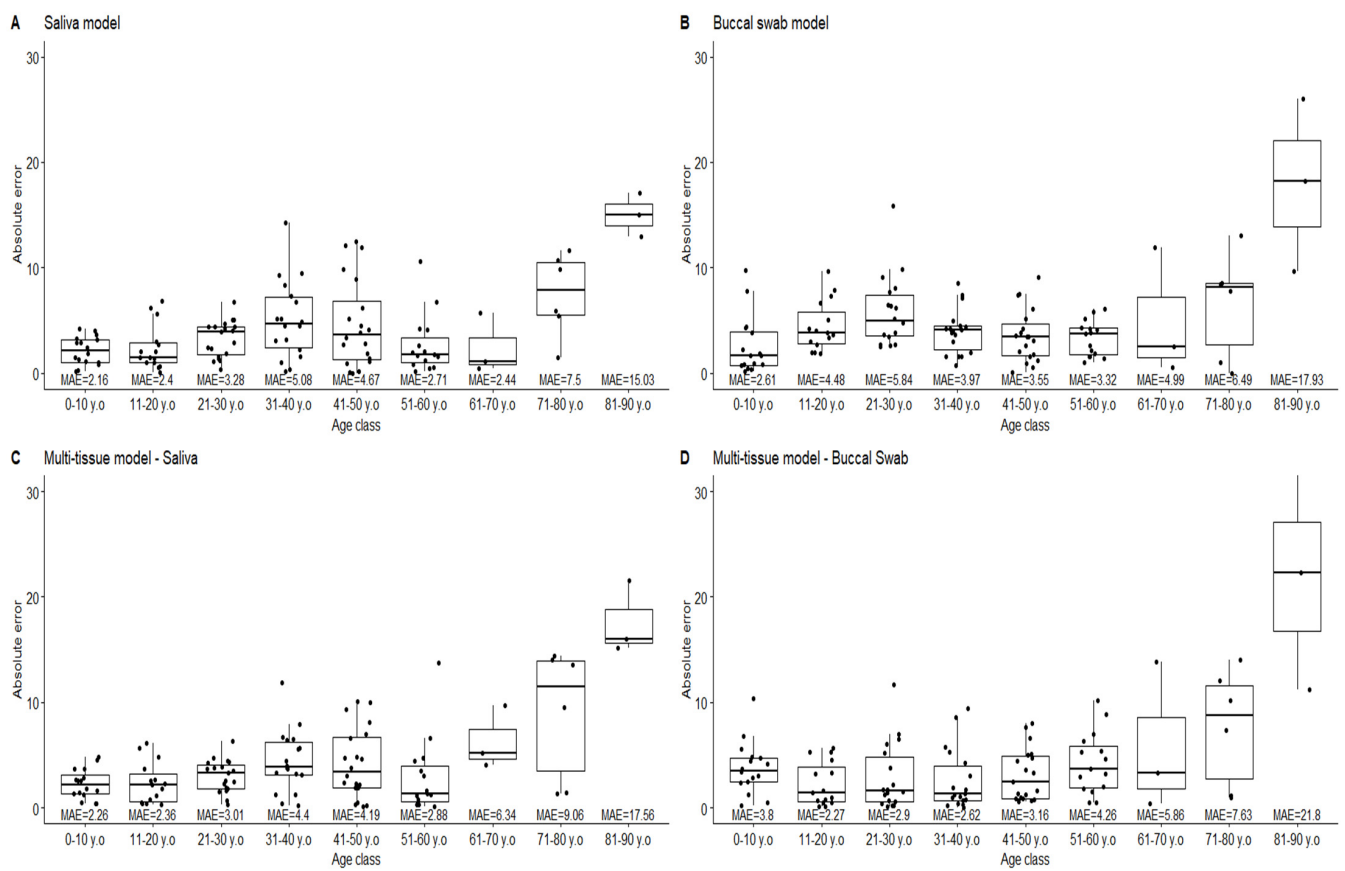 A Saliva model
30
20
10
0
Absolute error
MAE=2.16 MAE=2.4 MAE=3.28 MAE=5.08 MAE=4.67 MAE=2.71 MAE=2.44 MAE=7.5 MAE=15.03
0-10 y.o 11-20 y.o 21-30 y.o 31-40 y.o 41-50 y.o 51-60 y.o 61-70 y.o 71-80 y.o 81-90 y.o
Age class
B Buccal swab model
30
20
10
0
Absolute error
MAE=2.61 MAE=4.48 MAE=5.84 MAE=3.97 MAE=3.55 MAE=3.32 MAE=4.99 MAE=6.49 MAE=17.93
0-10 y.o 11-20 y.o 21-30 y.o 31-40 y.o 41-50 y.o 51-60 y.o 61-70 y.o 71-80 y.o 81-90 y.o
Age class
C Multi-tissue model - Saliva
30
20
10
0
Absolute error
MAE=2.26 MAE=2.36 MAE=3.01 MAE=4.4 MAE=4.19 MAE=2.88 MAE=6.34 MAE=9.06 MAE=17.56
0-10 y.o 11-20 y.o 21-30 y.o 31-40 y.o 41-50 y.o 51-60 y.o 61-70 y.o 71-80 y.o 81-90 y.o
Age class
D Multi-tissue model - Buccal Swab
30
20
10
0
Absolute error
MAE=3.8 MAE=2.27 MAE=2.9 MAE=2.62 MAE=3.16 MAE=4.26 MAE=5.86 MAE=7.63 MAE=21.8
0-10 y.o 11-20 y.o 21-30 y.o 31-40 y.o 41-50 y.o 51-60 y.o 61-70 y.o 71-80 y.o 81-90 y.o
Age class